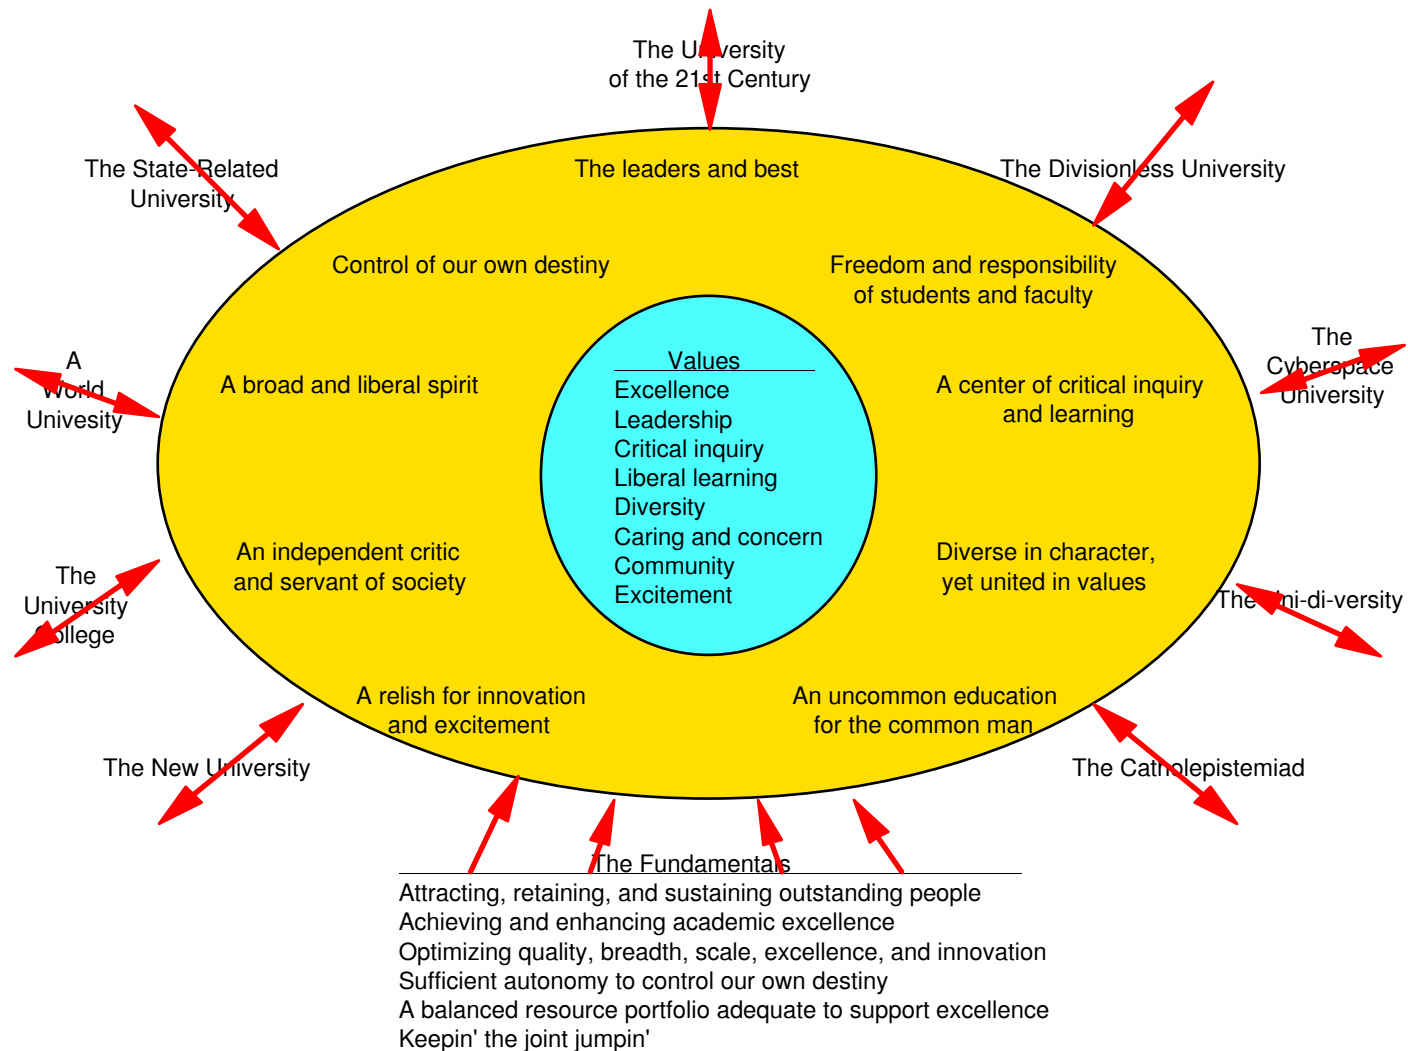 The University
of the 21st Century
The State-Related
University
The leaders and best
The Divisionless University
Control of our own destiny
Freedom and responsibility
of students and faculty
A
World
Univesity
A broad and liberal spirit
Values
Excellence
Leadership
Critical inquiry
Liberal learning
Diversity
Caring and concern
Community
Excitement
A center of critical inquiry
and learning
The
Cyberspace
University
The
University
College
An independent critic
and servant of society
Diverse in character,
yet united in values
The Uni-di-versity
A relish for innovation
and excitement
An uncommon education
for the common man
The New University
The Catholepistemiad
The Fundamentals
Attracting, retaining, and sustaining outstanding people
Achieving and enhancing academic excellence
Optimizing quality, breadth, scale, excellence, and innovation
Sufficient autonomy to control our own destiny
A balanced resource portfolio adequate to support excellence
Keepin' the joint jumpin'